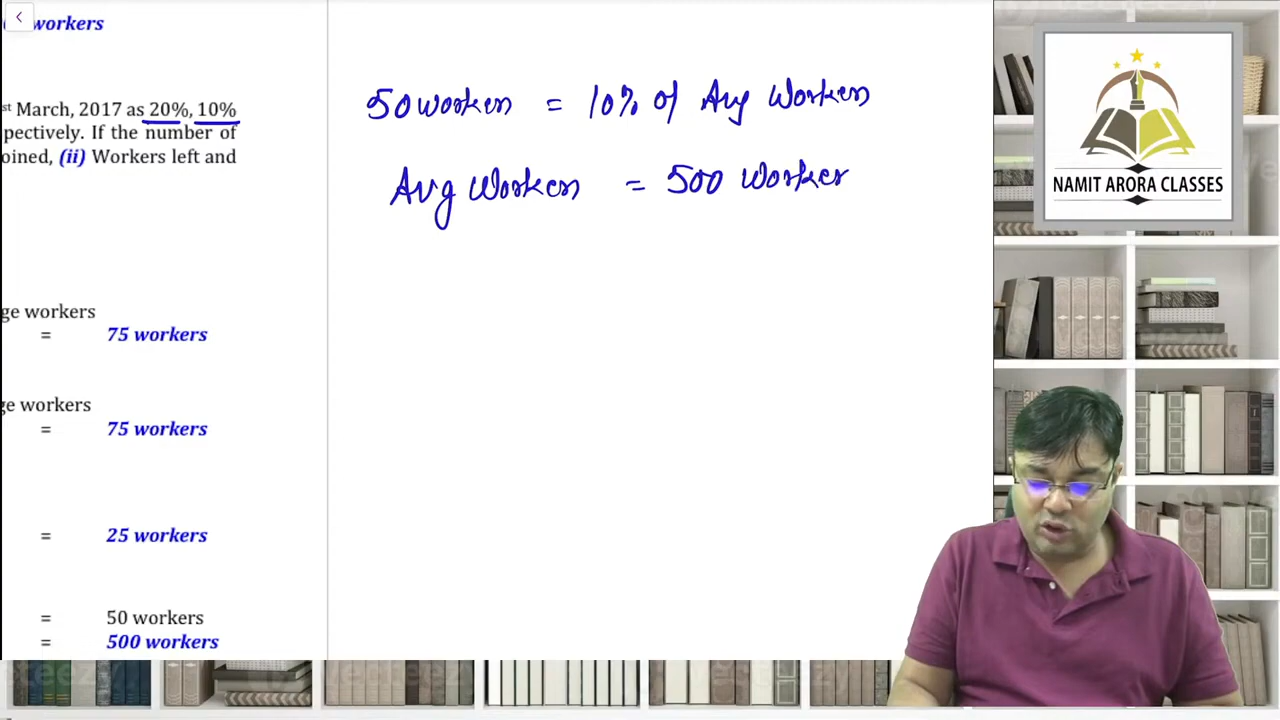 workers
st March, 2017 as 20%, 10%
pectively. If the number of
oined, (ii) Workers left and
ge workers
= 75 workers
ge workers
= 75 workers
= 25 workers
= 50 workers
= 500 workers
50 workers = 10% of Avg Workers
Avg Workers = 500 Worker
NAMIT ARORA CLASSES